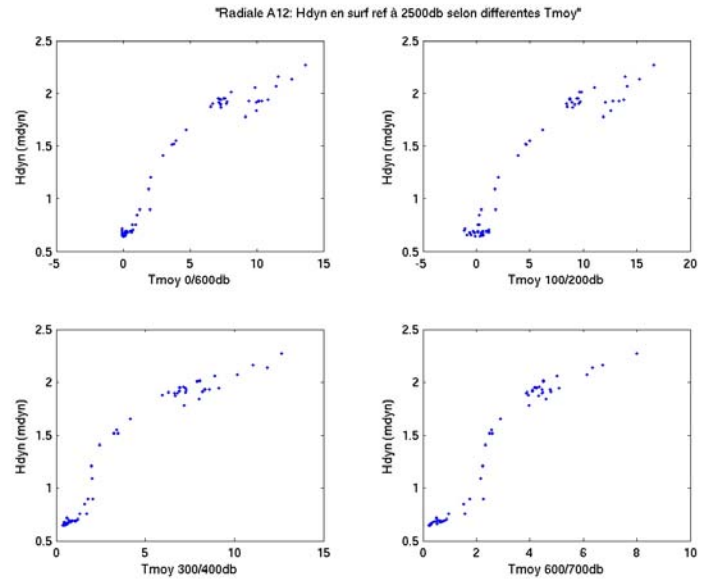 "Radiale A12: Hdyn en surf ref à 2500db selon differentes Tmoy"
2.5
2
1.5
1
0.5
Hdyn (mdyn)
-5 0 5 10 15
Tmoy 0/600db
2.5
2
1.5
1
0.5
Hdyn (mdyn)
-5 0 5 10 15 20
Tmoy 100/200db
2.5
2
1.5
1
0.5
Hdyn (mdyn)
0 5 10 15
Tmoy 300/400db
2.5
2
1.5
1
0.5
Hdyn (mdyn)
0 2 4 6 8 10
Tmoy 600/700db